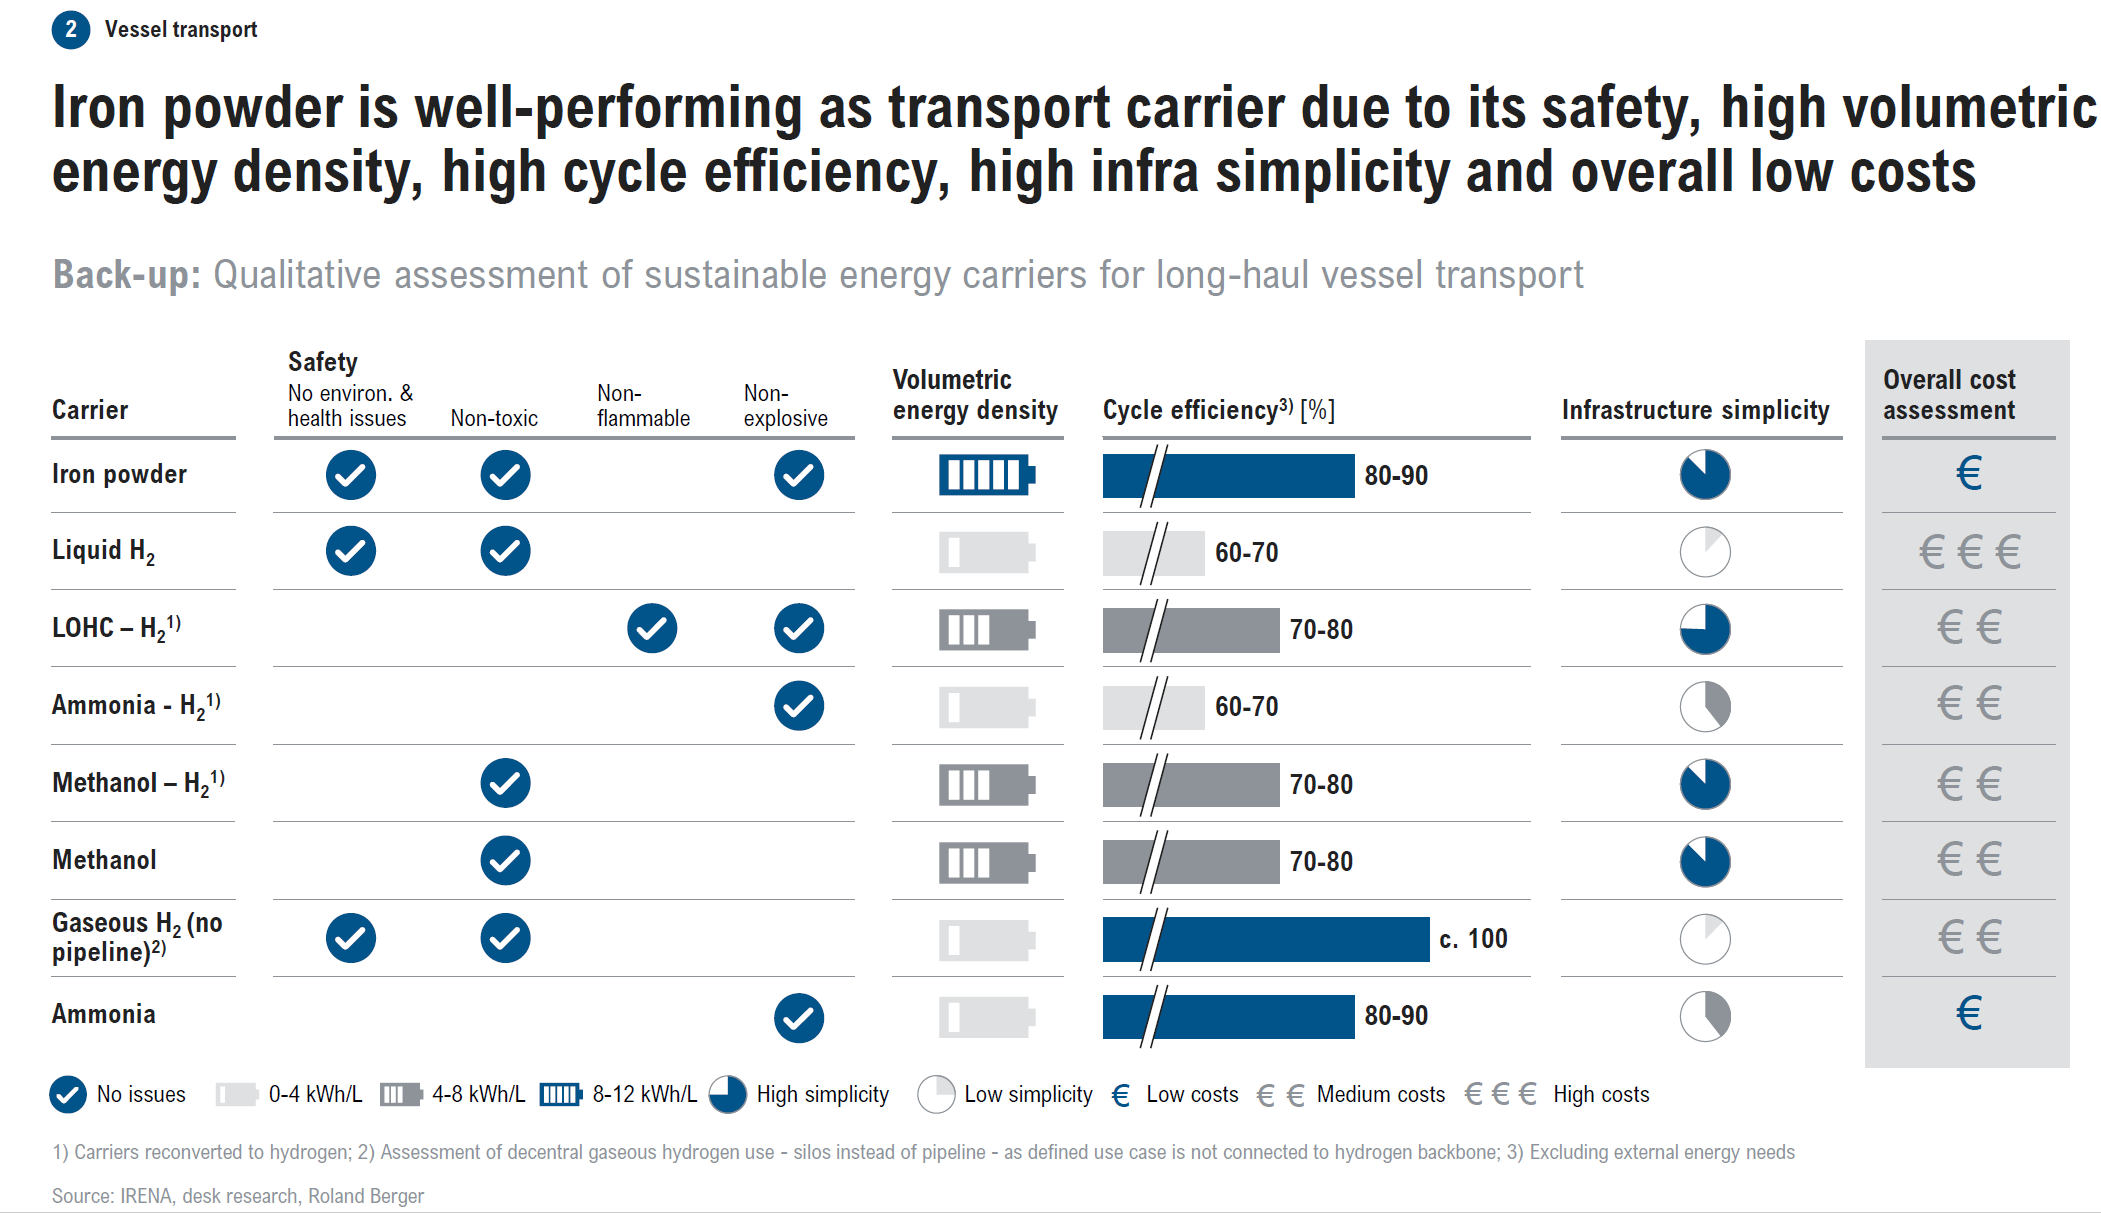 2 Vessel transport
Iron powder is well-performing as transport carrier due to its safety, high volumetric
energy density, high cycle efficiency, high infra simplicity and overall low costs
Back-up: Qualitative assessment of sustainable energy carriers for long-haul vessel transport
Carrier
Safety
No environ. &
health issues
Non-toxic
Non-
flammable
Non-
explosive
Volumetric
energy density
Cycle efficiency3) [%]
Infrastructure simplicity
Overall cost
assessment
Iron powder 80-90 €
Liquid H2 60-70 € € €
LOHC – H2 1) 70-80 € €
Ammonia - H2 1) 60-70 € €
Methanol – H2 1) 70-80 € €
Methanol 70-80 € €
Gaseous H2 (no
pipeline)2) c. 100 € €
Ammonia 80-90 €
No issues 0-4 kWh/L 4-8 kWh/L 8-12 kWh/L High simplicity Low simplicity € Low costs € € Medium costs € € € High costs
1) Carriers reconverted to hydrogen; 2) Assessment of decentral gaseous hydrogen use - silos instead of pipeline - as defined use case is not connected to hydrogen backbone; 3) Excluding external energy needs
Source: IRENA, desk research, Roland Berger